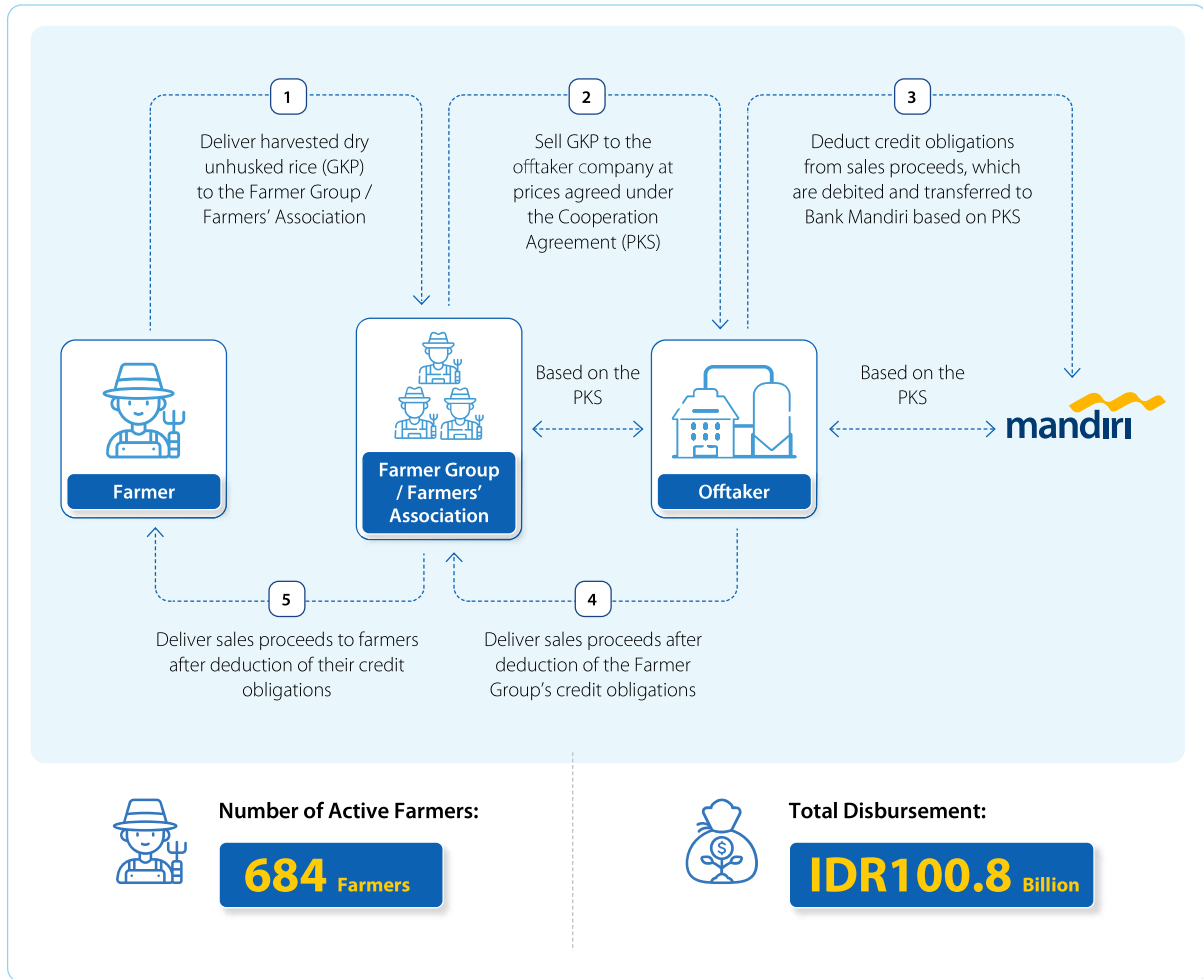 1
Deliver harvested dry
unhusked rice (GKP)
to the Farmer Group /
Farmers’ Association
2
Sell GKP to the
offtaker company at
prices agreed under
the Cooperation
Agreement (PKS)
3
Deduct credit obligations
from sales proceeds, which
are debited and transferred to
Bank Mandiri based on PKS
Farmer
Farmer Group
/ Farmers’
Association
Based on the
PKS
Offtaker
Based on the
PKS
mandırı
5
Deliver sales proceeds to farmers
after deduction of their credit
obligations
4
Deliver sales proceeds after
deduction of the Farmer
Group’s credit obligations
Number of Active Farmers:
684 Farmers
Total Disbursement:
$
IDR100.8 Billion